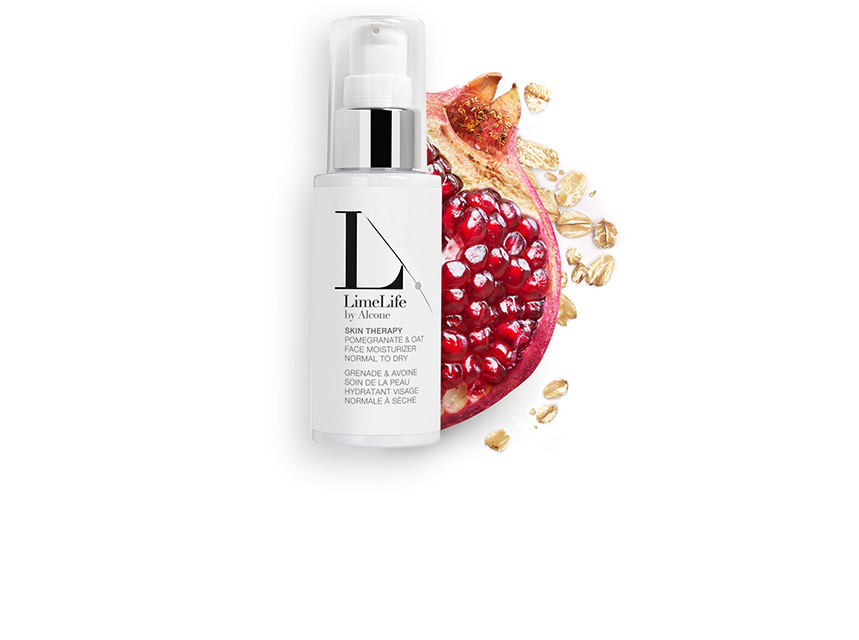 L
LimeLife
by Alcone
SKIN THERAPY
POMEGRANATE & OAT
FACE MOISTURIZER
NORMAL TO DRY
GRENADE & AVOINE
SOIN DE LA PEAU
HYDRATANT VISAGE
NORMALE À SÈCHE